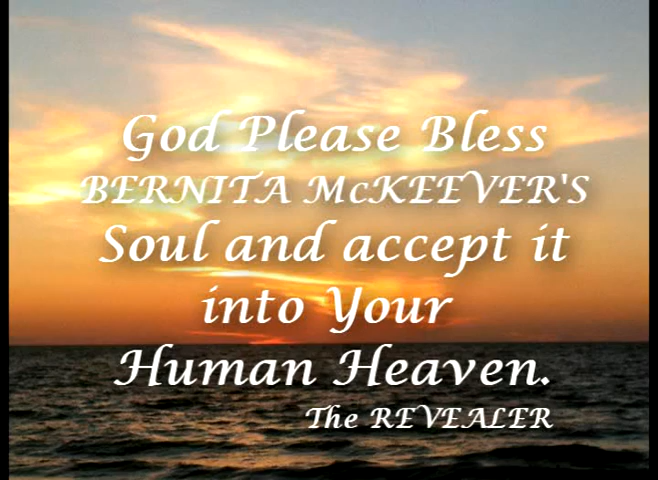 God Please Bless
BERNITA McKEEVER'S
Soul and accept it
into Your
Human Heaven.
The REVEALER